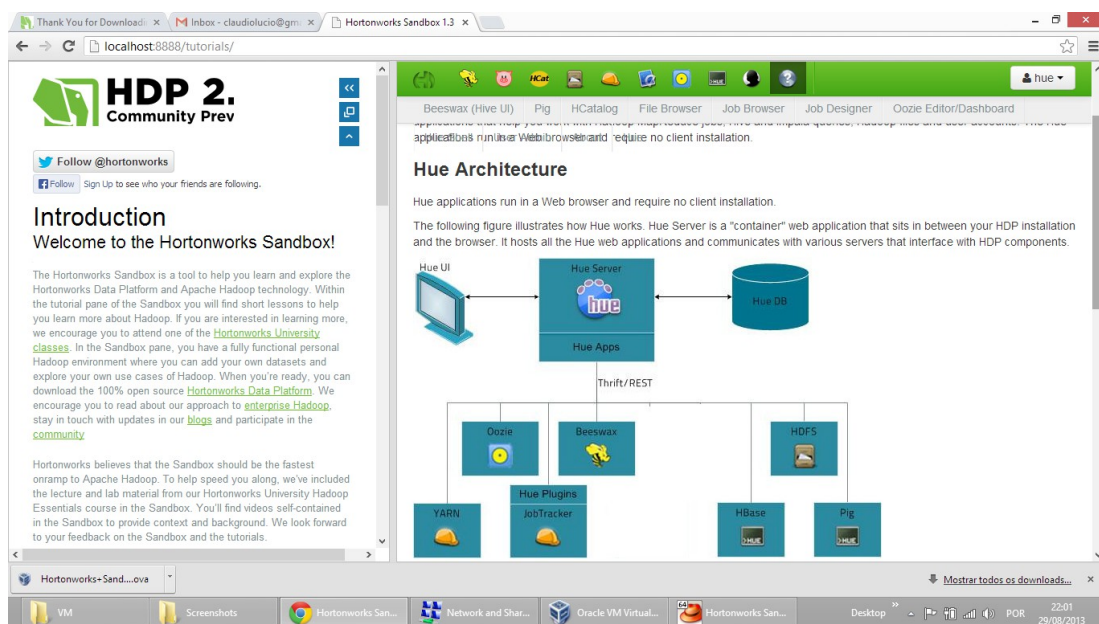 Thank You for Downloadi
Inbox - claudiolucio@gm
Hortonworks Sandbox 1.3
localhost:8888/tutorials/
HDP 2.
Community Prev
Follow @hortonworks
Follow Sign Up to see who your friends are following.
Introduction
Welcome to the Hortonworks Sandbox!
The Hortonworks Sandbox is a tool to help you learn and explore the
Hortonworks Data Platform and Apache Hadoop technology. Within
the tutorial pane of the Sandbox you will find short lessons to help
you learn more about Hadoop. If you are interested in learning more,
we encourage you to attend one of the Hortonworks University
classes. In the Sandbox pane, you have a fully functional personal
Hadoop environment where you can add your own datasets and
explore your own use cases of Hadoop. When you're ready, you can
download the 100% open source Hortonworks Data Platform. We
encourage you to read about our approach to enterprise Hadoop,
stay in touch with updates in our blogs and participate in the
community
Hortonworks believes that the Sandbox should be the fastest
onramp to Apache Hadoop. To help speed you along, we've included
the lecture and lab material from our Hortonworks University Hadoop
Essentials course in the Sandbox. You'll find videos self-contained
in the Sandbox to provide context and background. We look forward
to your feedback on the Sandbox and the tutorials.
HCat
hue
Beeswax (Hive UI) Pig HCatalog File Browser Job Browser Job Designer Oozie Editor/Dashboard
require no client installation.
Hue Architecture
Hue applications run in a Web browser and require no client installation.
The following figure illustrates how Hue works. Hue Server is a "container" web application that sits in between your HDP installation
and the browser. It hosts all the Hue web applications and communicates with various servers that interface with HDP components.
Hue UI
Hue Server
hue
Hue DB
Hue Apps
Thrift/REST
Oozie
Beeswax
HDFS
Hue Plugins
YARN
JobTracker
HBase
Pig
HUE
HUE
Hortonworks+Sand....ova
Mostrar todos os downloads...
VM
Screenshots
Hortonworks San...
Network and Shar...
Oracle VM Virtual...
64
Hortonworks San...
Desktop
POR
22:01
29/08/2013